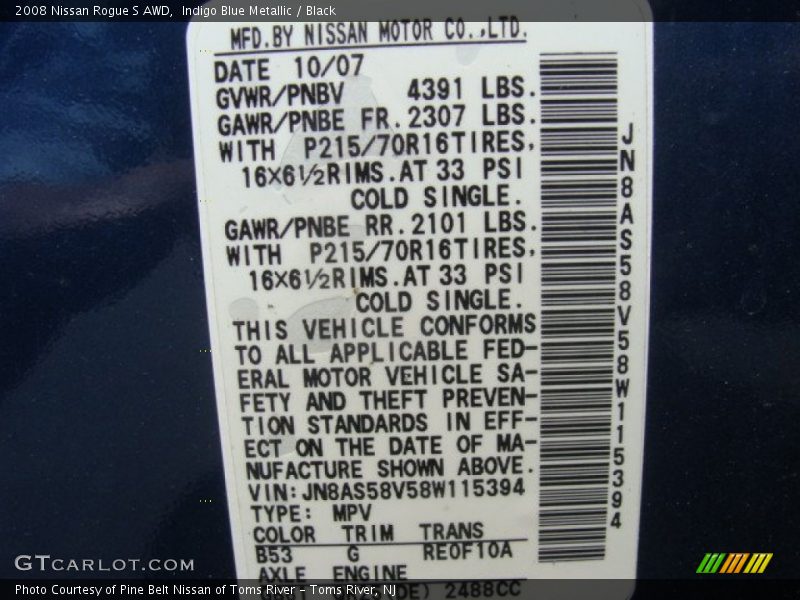 2008 Nissan Rogue S AWD,  Indigo Blue Metallic / Black
MFD.BY NISSAN MOTOR CO.,LTD.
DATE 10/07
GVWR/PNBV 4391 LBS.
GAWR/PNBE FR. 2307 LBS.
WITH P215/70R16TIRES,
16X6½RIMS.AT 33 PSI
COLD SINGLE.
GAWR/PNBE RR. 2101 LBS.
WITH P215/70R16TIRES,
16X6½RIMS.AT 33 PSI
COLD SINGLE.
THIS VEHICLE CONFORMS
TO ALL APPLICABLE FED-
ERAL MOTOR VEHICLE SA-
FETY AND THEFT PREVEN-
TION STANDARDS IN EFF-
ECT ON THE DATE OF MA-
NUFACTURE SHOWN ABOVE.
VIN:JN8AS58V58W115394
TYPE: MPV
COLOR TRIM TRANS
B53 G RE0F10A
AXLE ENGINE
2488CC
JN8AS58V58W115394
GTCARLOT.COM
Photo Courtesy of Pine Belt Nissan of Toms River - Toms River, NJ